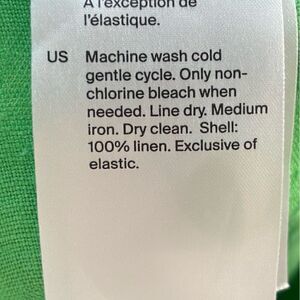 À l'exception de
l'élastique.
US Machine wash cold
gentle cycle. Only non-
chlorine bleach when
needed. Line dry. Medium
iron. Dry clean. Shell:
100% linen. Exclusive of
elastic.